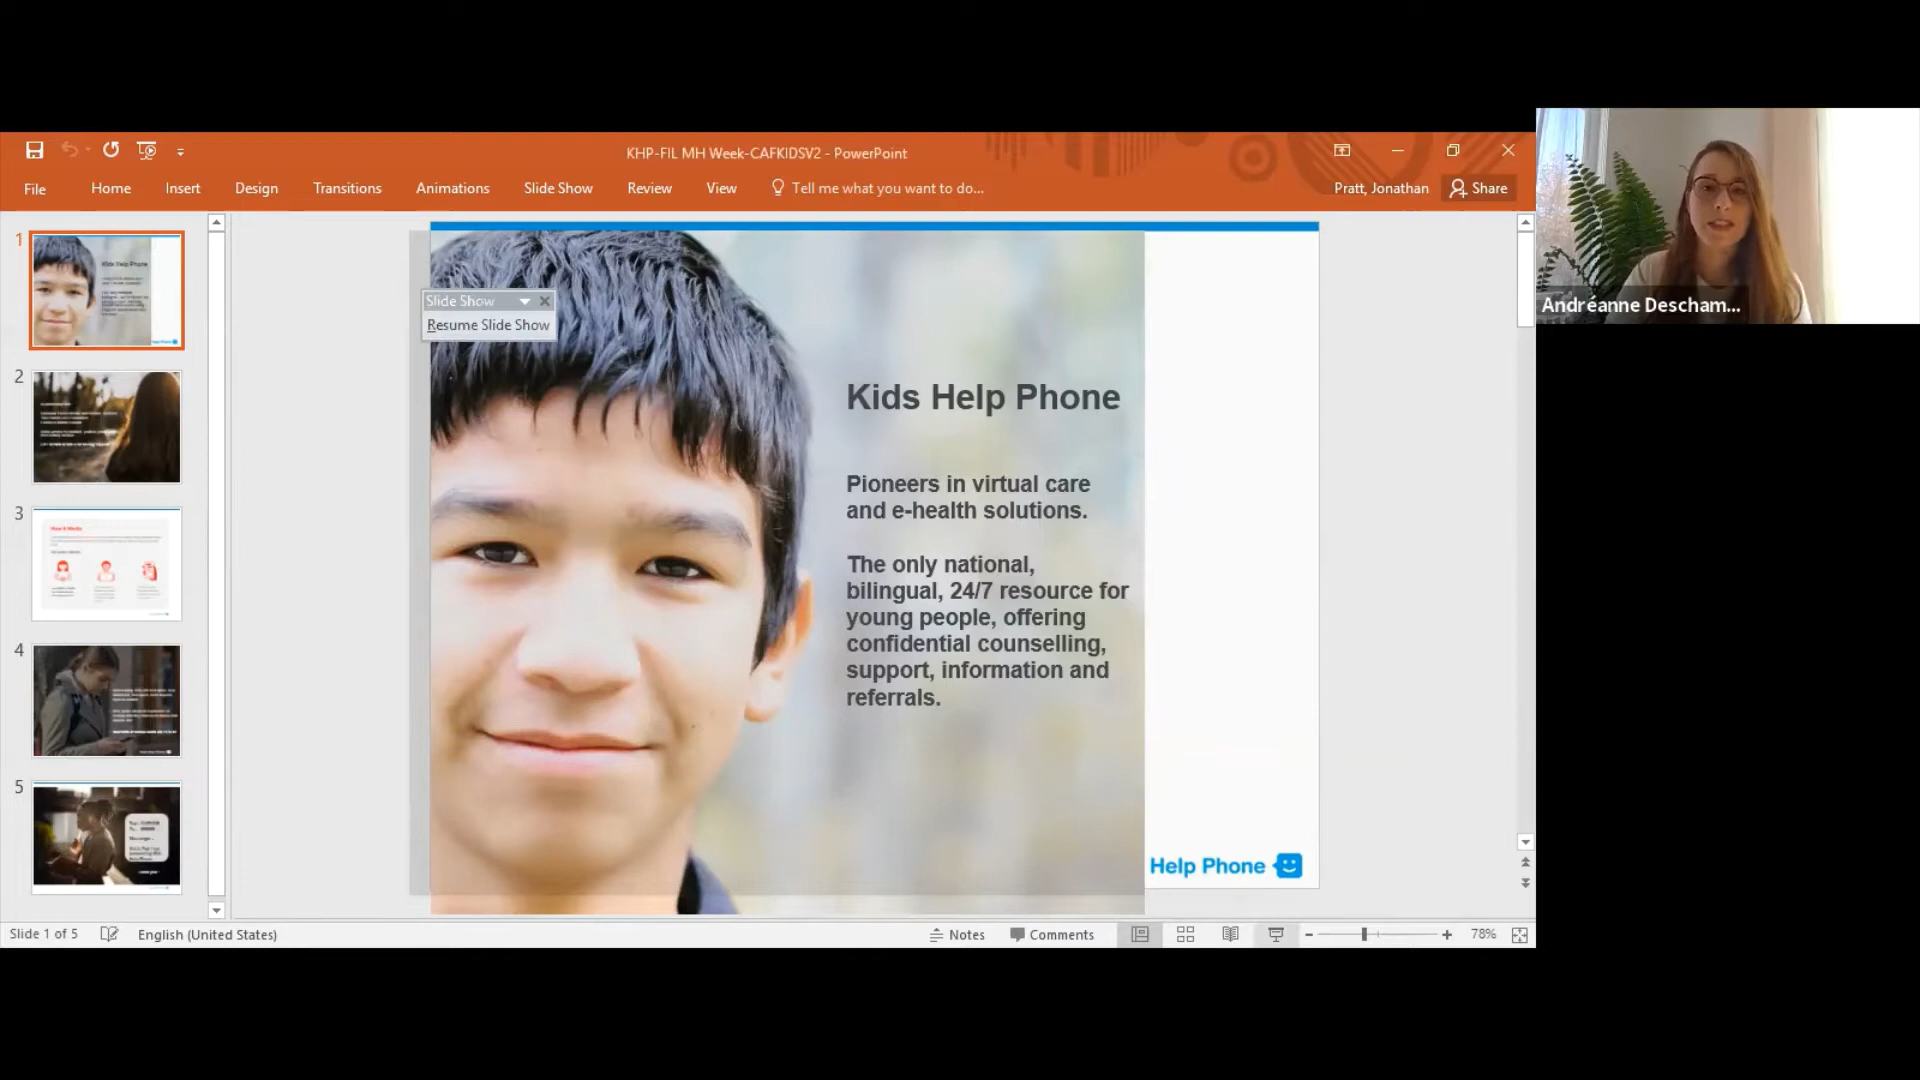 KHP-FIL MH Week-CAFKIDSV2 - PowerPoint
File Home Insert Design Transitions Animations Slide Show Review View Tell me what you want to do... Pratt, Jonathan Share
1
Kids Help Phone
2
3
4
5
Slide Show
Resume Slide Show
Kids Help Phone
Pioneers in virtual care
and e-health solutions.
The only national,
bilingual, 24/7 resource for
young people, offering
confidential counselling,
support, information and
referrals.
Help Phone
Andréanne Descham...
Slide 1 of 5 English (United States) Notes Comments 78%